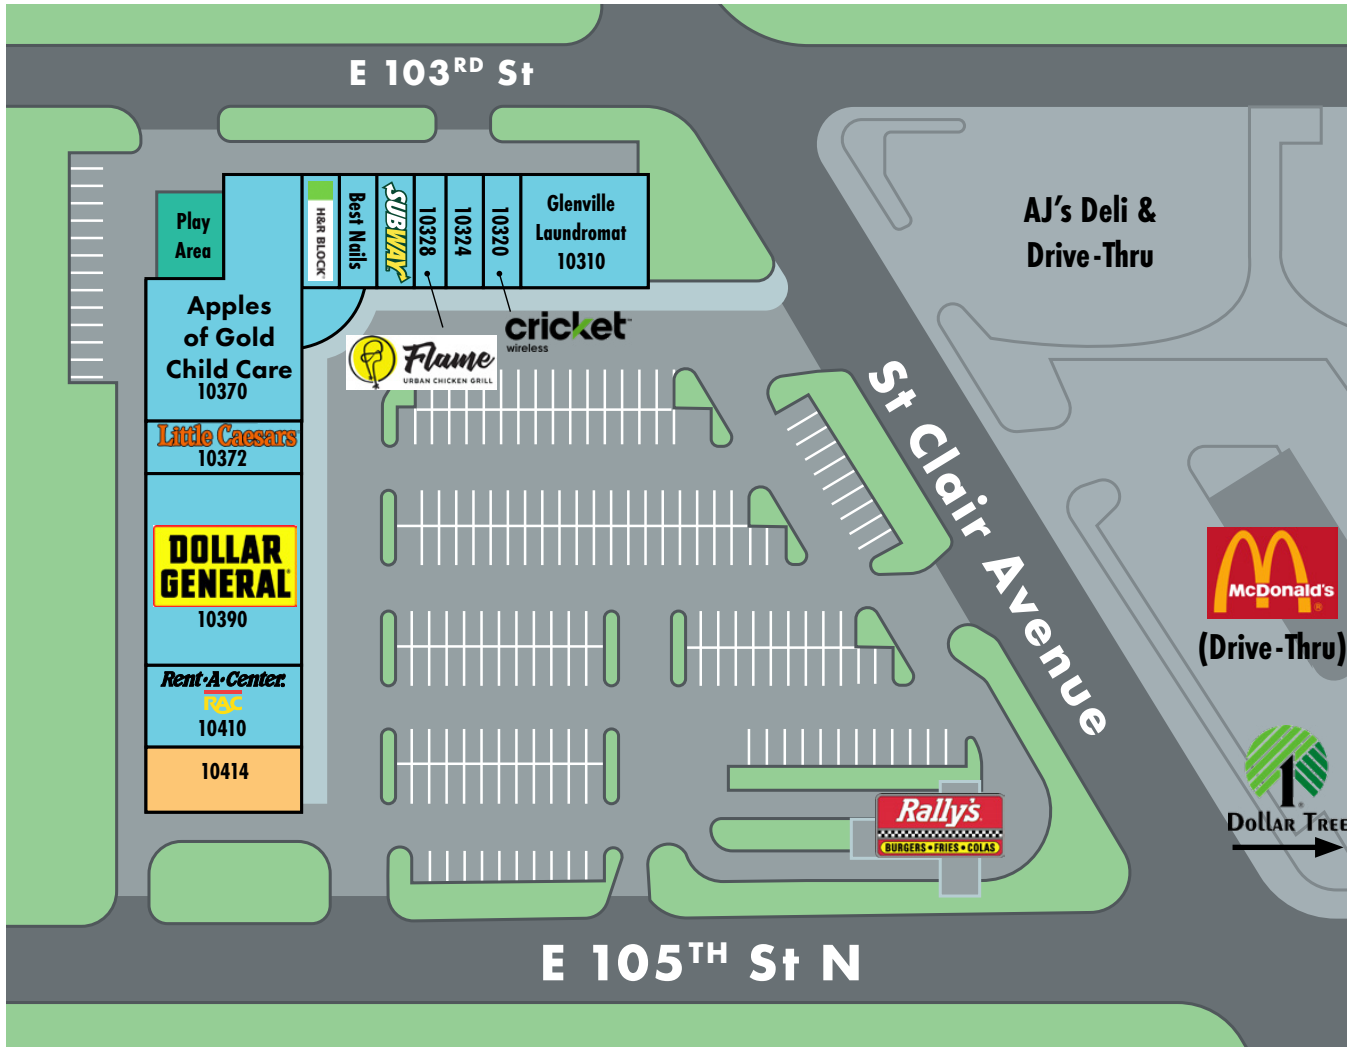 E 103RD St
Play
Area
H&R BLOCK
Best Nails
SUBWAY
10328
10324
10320
Glenville
Laundromat
10310
AJ's Deli &
Drive-Thru
Apples
of Gold
Child Care
10370
Flame
URBAN CHICKEN GRILL
cricket
wireless
Little Caesars
10372
St Clair Avenue
DOLLAR
GENERAL
10390
McDonald's
(Drive-Thru)
Rent-A-Center
RAC
10410
10414
Rally's
BURGERS • FRIES • COLAS
1
DOLLAR TREE
E 105TH St N